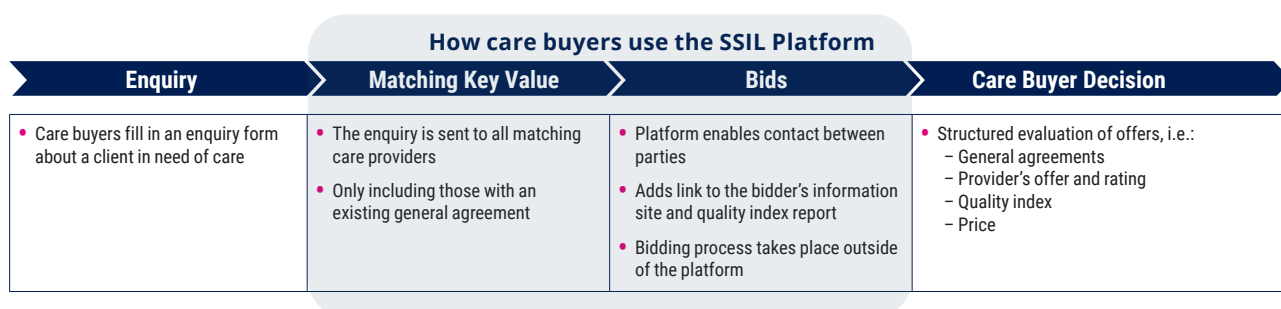 How care buyers use the SSIL Platform
Enquiry
Matching Key Value
Bids
Care Buyer Decision
• Care buyers fill in an enquiry form
about a client in need of care
• The enquiry is sent to all matching
care providers
• Only including those with an
existing general agreement
• Platform enables contact between
parties
• Adds link to the bidder's information
site and quality index report
• Bidding process takes place outside
of the platform
• Structured evaluation of offers, i.e.:
– General agreements
– Provider's offer and rating
– Quality index
– Price